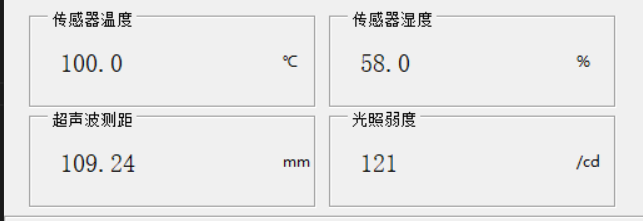 传感器温度
100.0 ℃
传感器湿度
58.0 %
超声波测距
109.24 mm
光照弱度
121 /cd